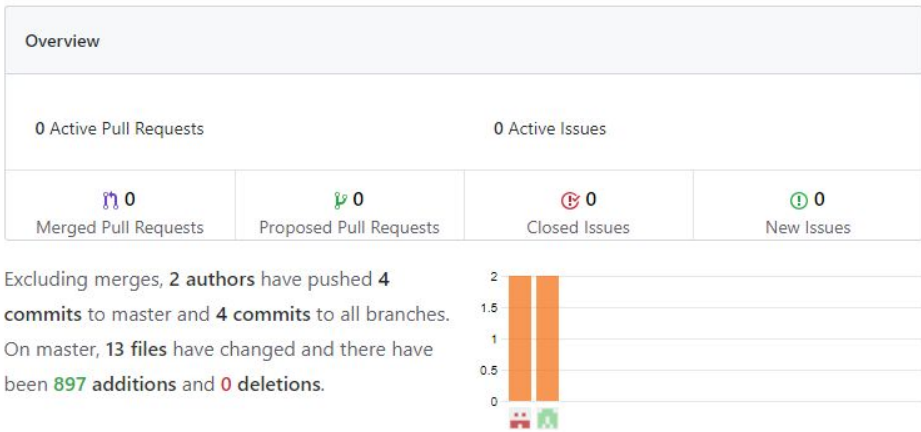 Overview
0 Active Pull Requests
0 Active Issues
0
Merged Pull Requests
0
Proposed Pull Requests
0
Closed Issues
0
New Issues
Excluding merges, 2 authors have pushed 4
commits to master and 4 commits to all branches.
On master, 13 files have changed and there have
been 897 additions and 0 deletions.
2
1.5
1
0.5
0